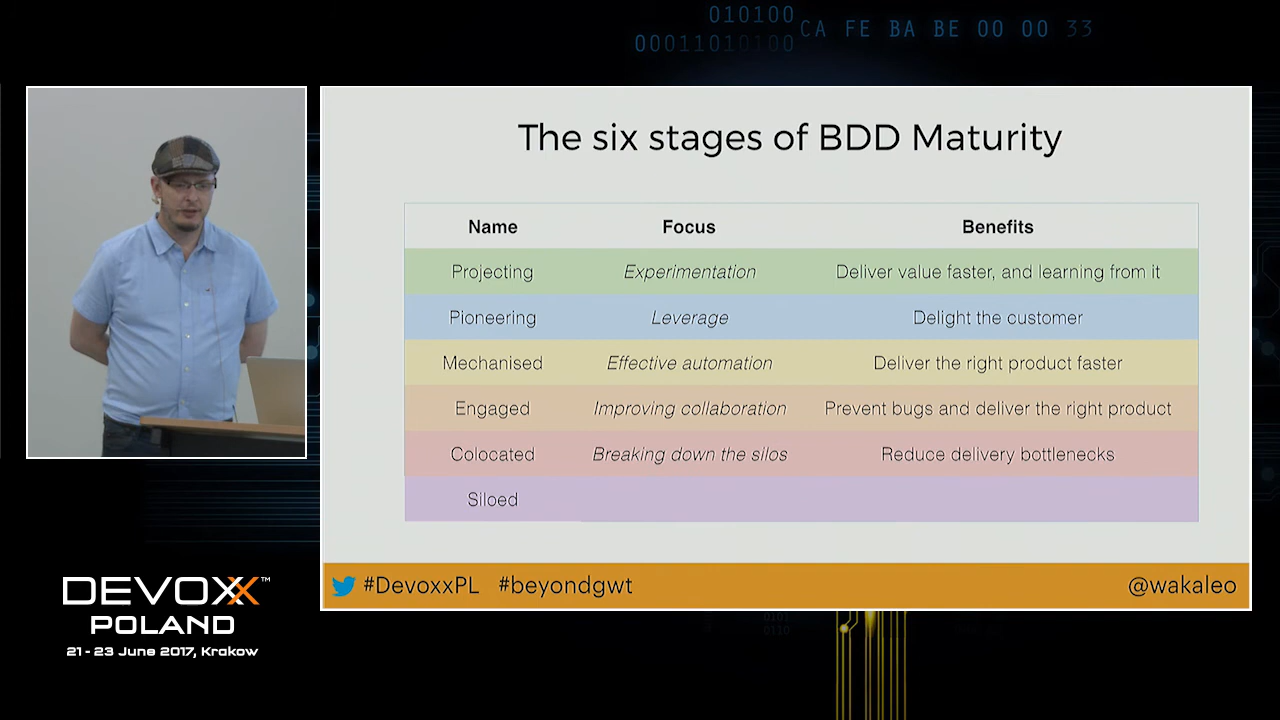 010100
00011010100
CA FE BA BE 00 00 33
The six stages of BDD Maturity
Name Focus Benefits
Projecting Experimentation Deliver value faster, and learning from it
Pioneering Leverage Delight the customer
Mechanised Effective automation Deliver the right product faster
Engaged Improving collaboration Prevent bugs and deliver the right product
Colocated Breaking down the silos Reduce delivery bottlenecks
Siloed
#DevoxxPL #beyondgwt @wakaleo
DEVOXX™
POLAND
21 - 23 June 2017, Krakow